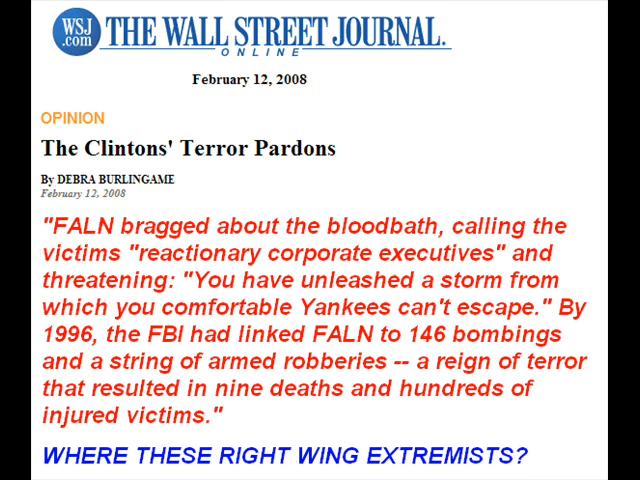 WSJ
.com
THE WALL STREET JOURNAL.
ONLINE
February 12, 2008
OPINION
The Clintons' Terror Pardons
By DEBRA BURLINGAME
February 12, 2008
"FALN bragged about the bloodbath, calling the
victims "reactionary corporate executives" and
threatening: "You have unleashed a storm from
which you comfortable Yankees can't escape." By
1996, the FBI had linked FALN to 146 bombings
and a string of armed robberies -- a reign of terror
that resulted in nine deaths and hundreds of
injured victims."
WHERE THESE RIGHT WING EXTREMISTS?